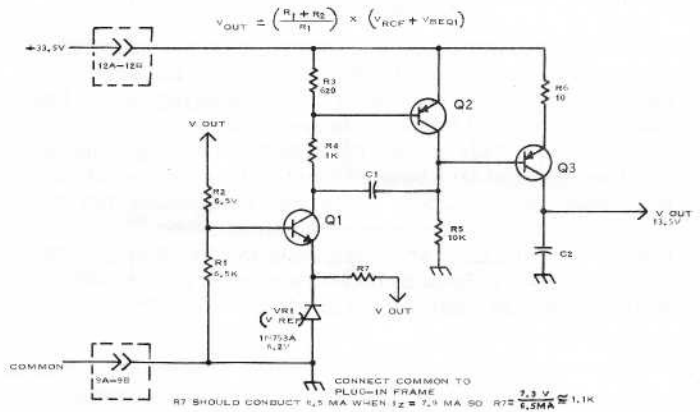 V OUT = (R1 + R2 / R1) × (VREF + VBEQ1)
+33.5V
12A-12B
R3
620
R6
10
Q2
V OUT
R4
1K
Q3
C1
R2
6.5V
Q1
V OUT
13.5V
R5
10K
C2
R1
6.5K
R7
VR1
(V REF)
1N753A
6.2V
V OUT
COMMON
9A-9B
CONNECT COMMON TO
PLUG-IN FRAME
R7 SHOULD CONDUCT 6.5 MA WHEN IZ = 7.9 MA SO R7= 7.3 V / 6.5MA ≅ 1.1K